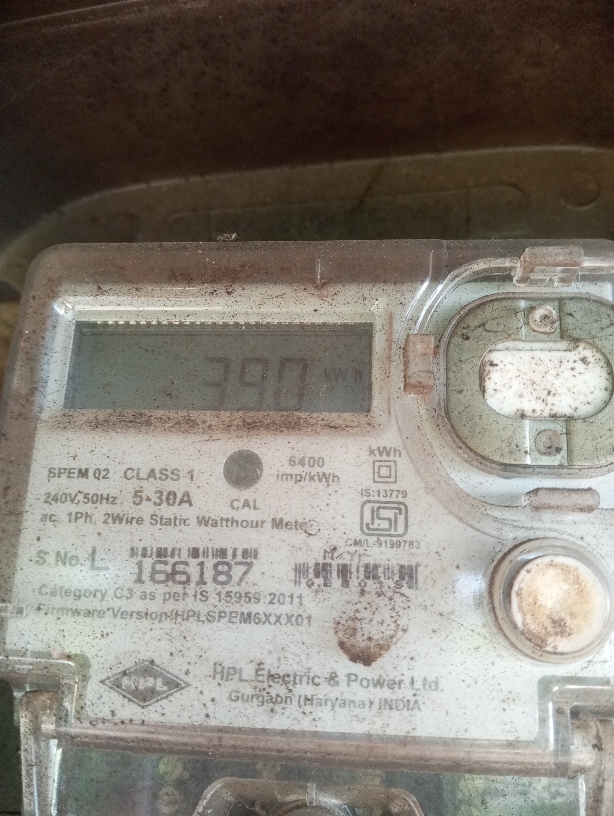 390 kWh
SPEM 02 CLASS 1
240V,50Hz. 5-30A
ac, 1Ph, 2Wire Static Watthour Meter
CAL
6400
imp/kWh
kWh
IS:13779
ISI
CM/L-9199783
S No. L 166187
Category C3 as per IS 15959:2011
Firmware Version:HPLSPEM6XXX01
HPL
HPL Electric & Power Ltd.
Gurgaon (Haryana) INDIA